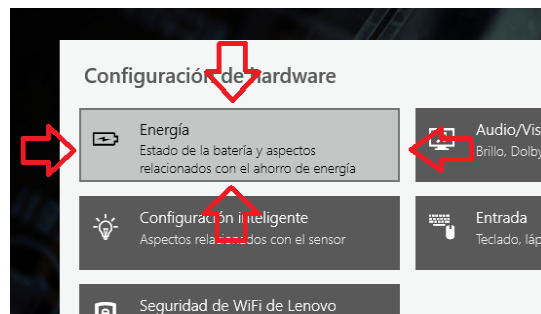 Configuración de hardware
Energía
Estado de la batería y aspectos
relacionados con el ahorro de energía
Audio/Vis
Brillo, Dolby
Configuración inteligente
Aspectos relacionados con el sensor
Entrada
Teclado, láp
Seguridad de WiFi de Lenovo